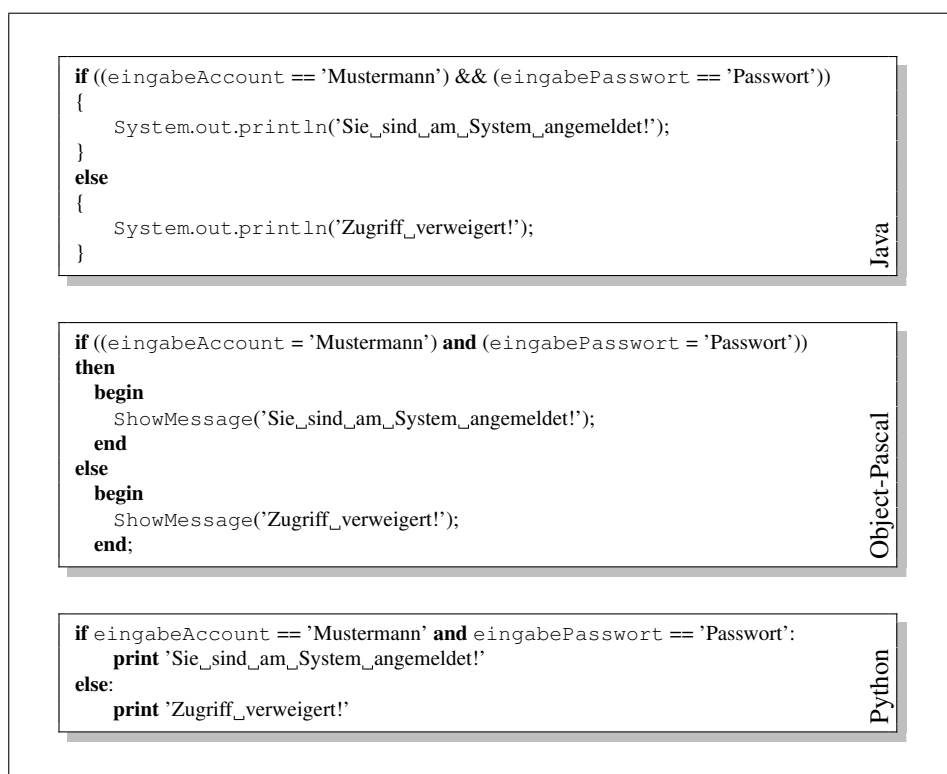 if ((eingabeAccount == ’Mustermann’) && (eingabePasswort == ’Passwort’))
{
System.out.println(’Sie␣sind␣am␣System␣angemeldet!’);
}
else
{
System.out.println(’Zugriff␣verweigert!’);
}
Java
if ((eingabeAccount = ’Mustermann’) and (eingabePasswort = ’Passwort’))
then
begin
ShowMessage(’Sie␣sind␣am␣System␣angemeldet!’);
end
else
begin
ShowMessage(’Zugriff␣verweigert!’);
end;
Object-Pascal
if eingabeAccount == ’Mustermann’ and eingabePasswort == ’Passwort’:
print ’Sie␣sind␣am␣System␣angemeldet!’
else:
print ’Zugriff␣verweigert!’
Python